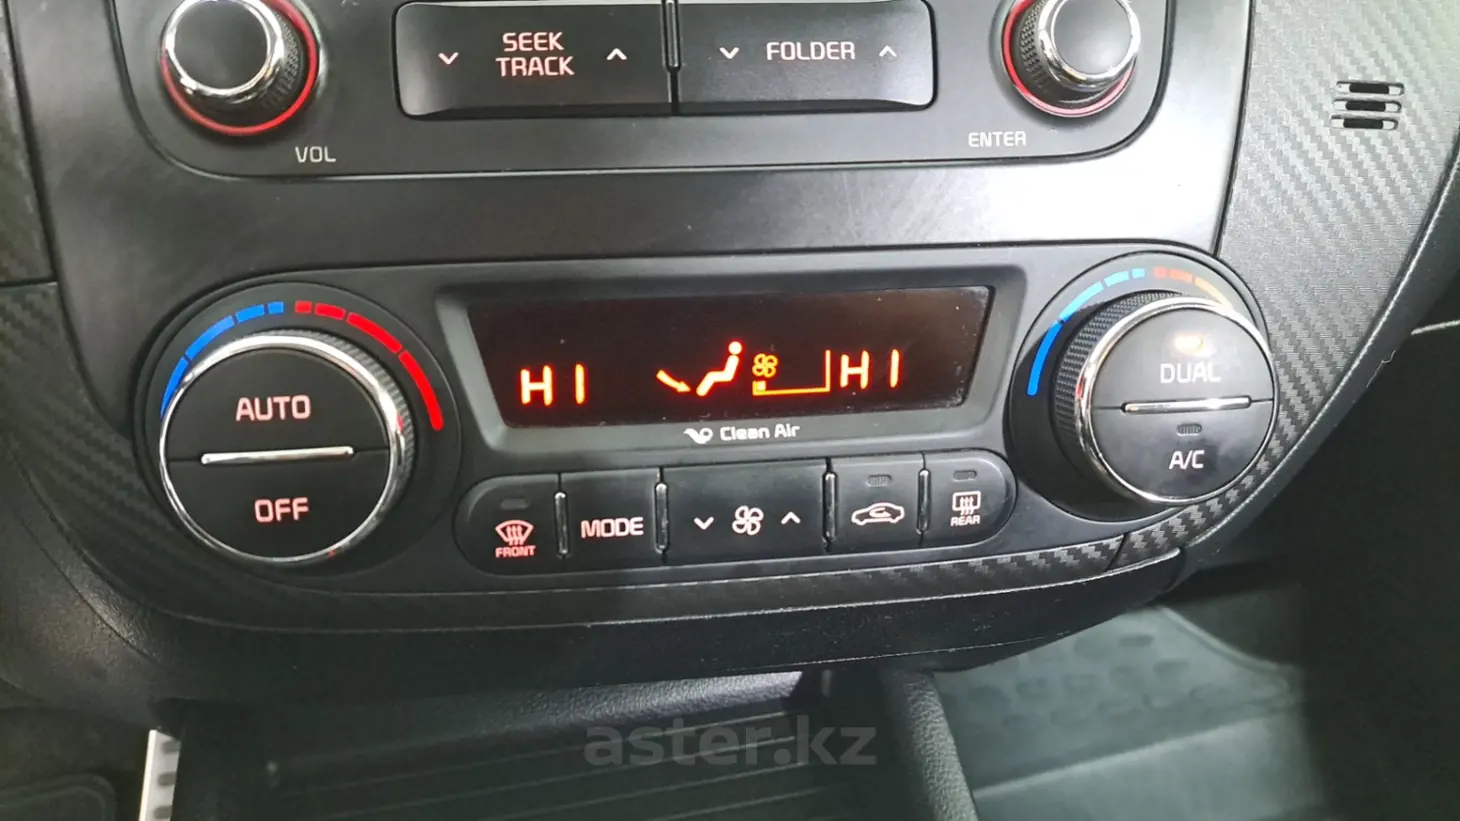 SEEK
TRACK
FOLDER
VOL
ENTER
AUTO
OFF
HI
HI
Clean Air
DUAL
A/C
FRONT
MODE
REAR
aster.kz